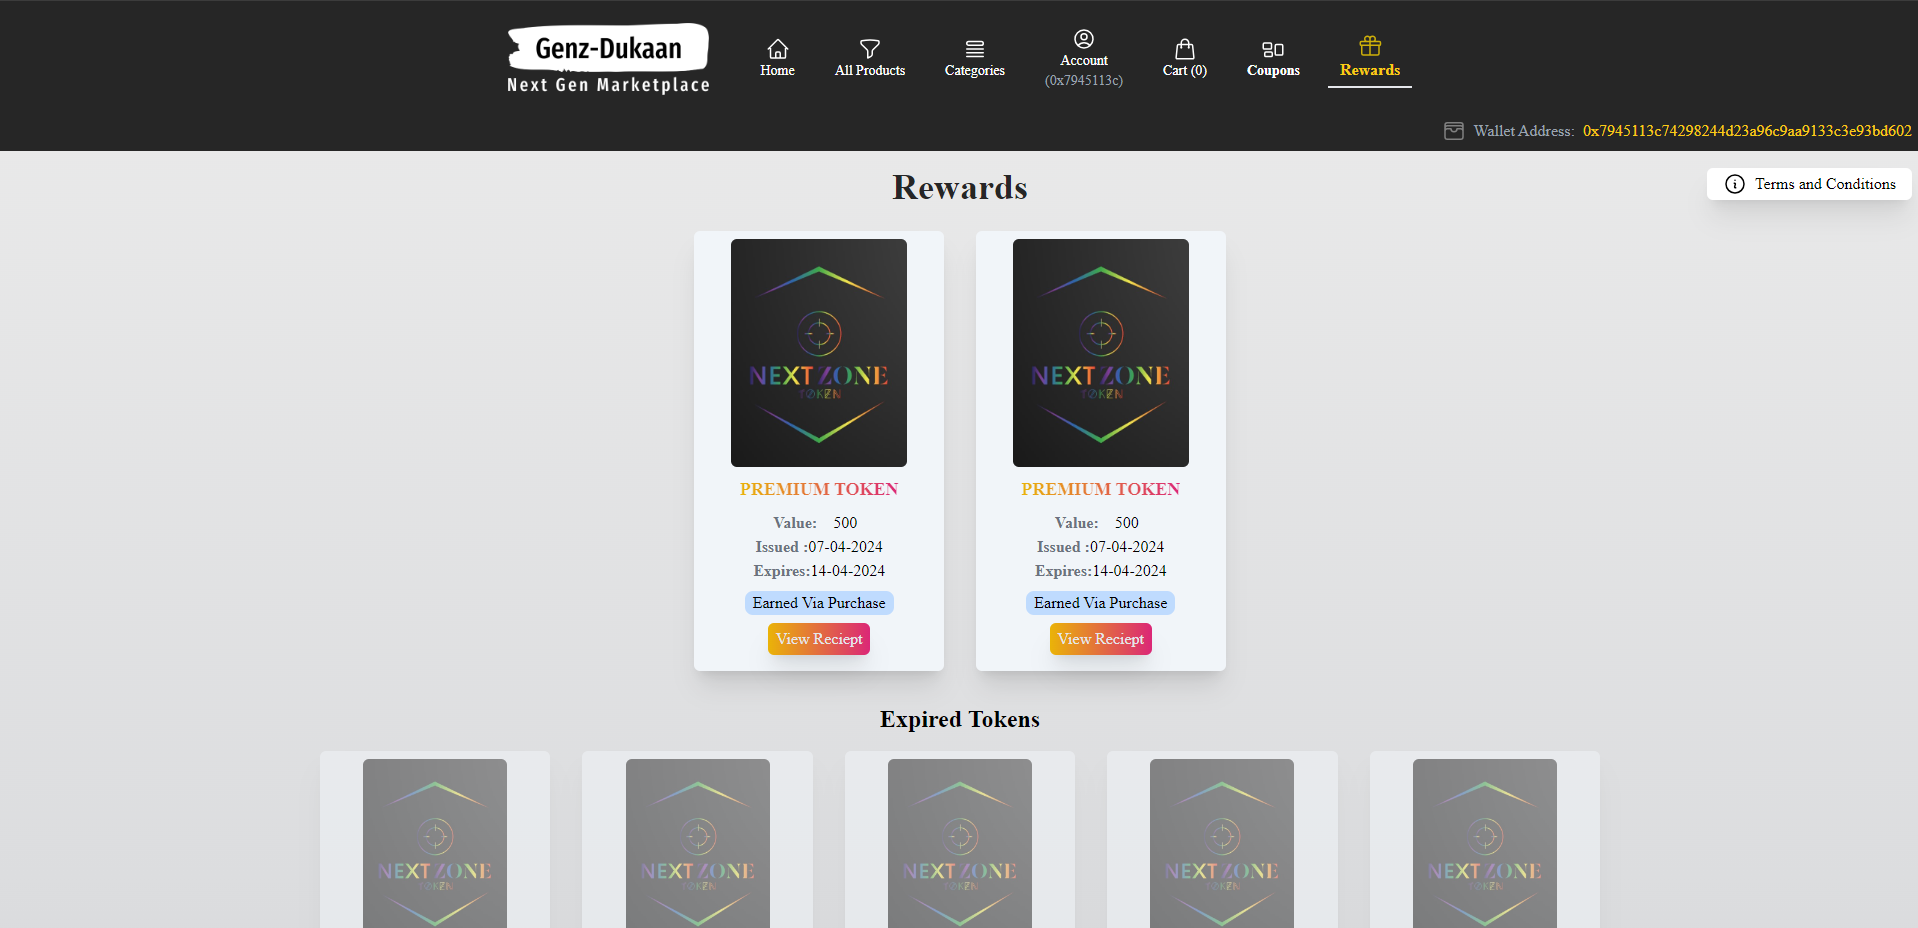 Genz-Dukaan
Next Gen Marketplace
Home
All Products
Categories
Account
(0x7945113c)
Cart (0)
Coupons
Rewards
Wallet Address: 0x7945113c74298244d23a96c9aa9133c3e93bd602
Rewards
Terms and Conditions
NEXT ZONE
TOKEN
PREMIUM TOKEN
Value: 500
Issued :07-04-2024
Expires:14-04-2024
Earned Via Purchase
View Reciept
NEXT ZONE
TOKEN
PREMIUM TOKEN
Value: 500
Issued :07-04-2024
Expires:14-04-2024
Earned Via Purchase
View Reciept
Expired Tokens
NEXT ZONE
TOKEN
NEXT ZONE
TOKEN
NEXT ZONE
TOKEN
NEXT ZONE
TOKEN
NEXT ZONE
TOKEN